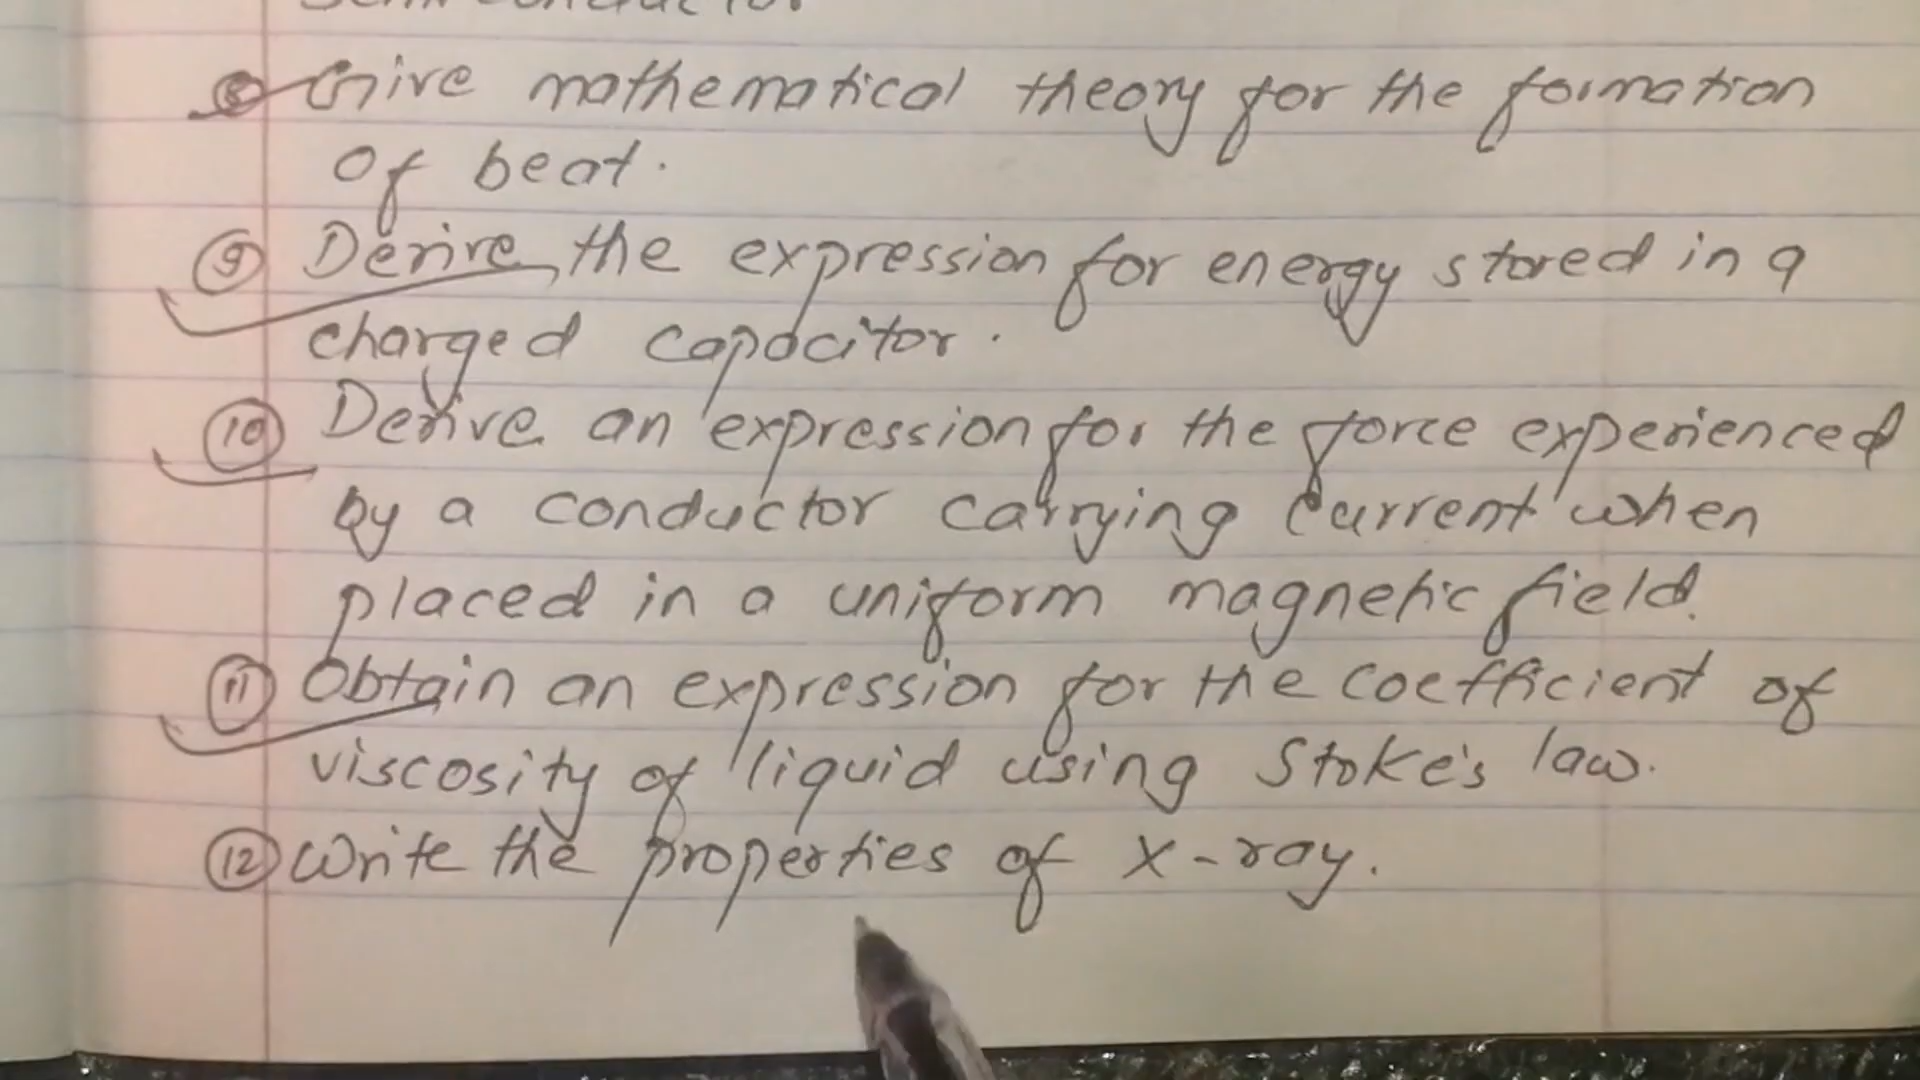 Semiconductor.
⑧ Give mathematical theory for the formation
of beat.
⑨ Derive the expression for energy stored in a
charged capacitor.
⑩ Derive an expression for the force experienced
by a conductor carrying current when
placed in a uniform magnetic field.
⑪ Obtain an expression for the coefficient of
viscosity of liquid using Stoke's law.
⑫ Write the properties of X-ray.